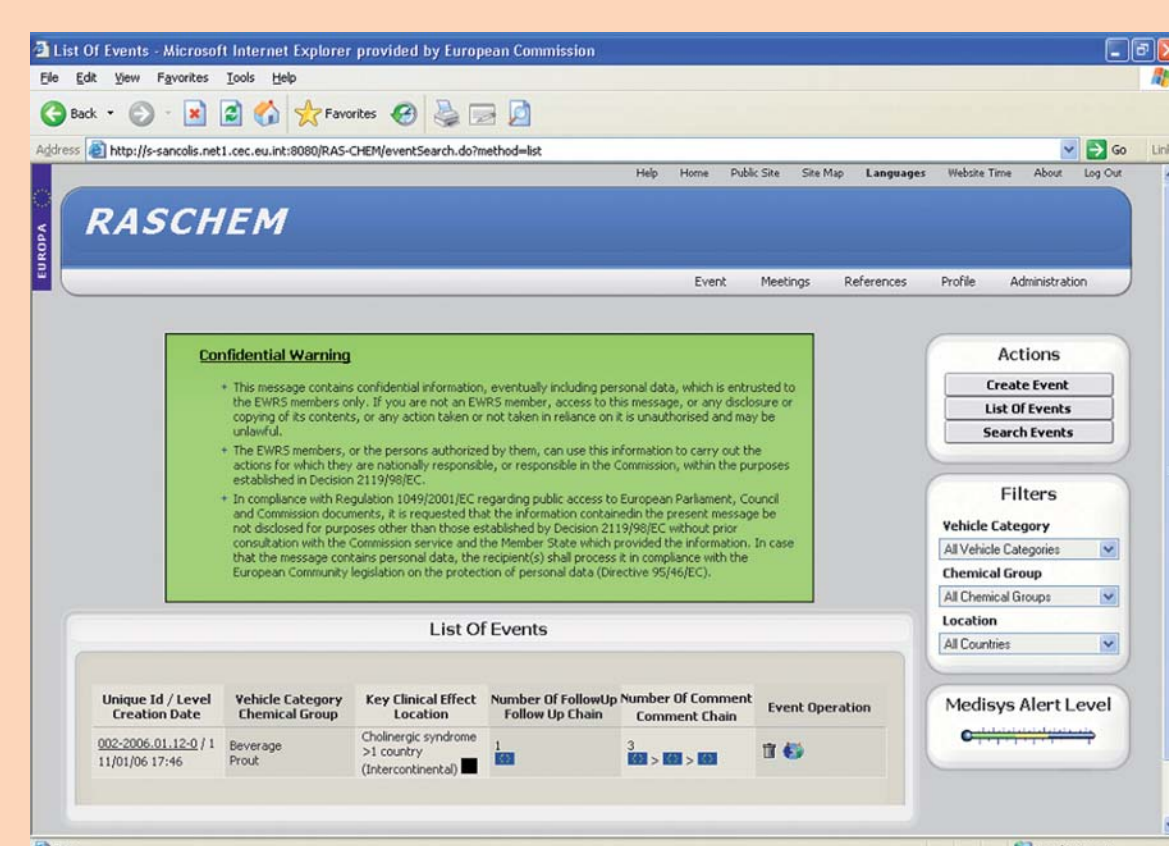 List Of Events - Microsoft Internet Explorer provided by European Commission
File Edit View Favorites Tools Help
Back Favorites
Address http://s-sancolis.net1.cec.eu.int:8080/RAS-CHEM/eventSearch.do?method=list Go
Help Home Public Site Site Map Languages Website Time About Log Out
EUROPA
RASCHEM
Event Meetings References Profile Administration
Confidential Warning
+ This message contains confidential information, eventually including personal data, which is entrusted to
the EWRS members only. If you are not an EWRS member, access to this message, or any disclosure or
copying of its contents, or any action taken or not taken in reliance on it is unauthorised and may be
unlawful.
+ The EWRS members, or the persons authorized by them, can use this information to carry out the
actions for which they are nationally responsible, or responsible in the Commission, within the purposes
established in Decision 2119/98/EC.
+ In compliance with Regulation 1049/2001/EC regarding public access to European Parliament, Council
and Commission documents, it is requested that the information containedin the present message be
not disclosed for purposes other than those established by Decision 2119/98/EC without prior
consultation with the Commission service and the Member State which provided the information. In case
that the message contains personal data, the recipient(s) shall process it in compliance with the
European Community legislation on the protection of personal data (Directive 95/46/EC).
Actions
Create Event
List Of Events
Search Events
Filters
Vehicle Category
All Vehicle Categories
Chemical Group
All Chemical Groups
Location
All Countries
Medisys Alert Level
List Of Events
Unique Id / Level Vehicle Category Key Clinical Effect Number Of FollowUp Number Of Comment Event Operation
Creation Date Chemical Group Location Follow Up Chain Comment Chain
002-2006.01.12-0 / 1 Beverage Cholinergic syndrome 1 3
11/01/06 17:46 Prout >1 country > >
(Intercontinental)